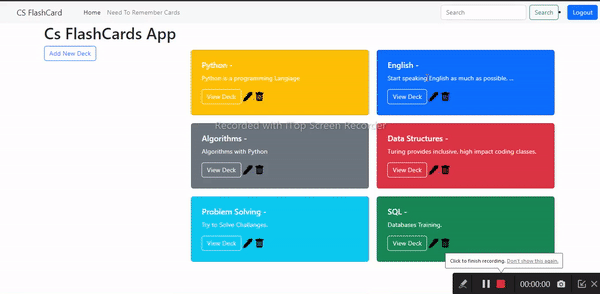 CS FlashCard Home Need To Remember Cards Search Search Logout
Cs FlashCards App
Add New Deck
Python -
Python is a programming Language
View Deck
English -
Start speaking English as much as possible, ...
View Deck
Recorded with iTop Screen Recorder
Algorithms -
Algorithms with Python
View Deck
Data Structures -
Turing provides inclusive, high impact coding classes.
View Deck
Problem Solving -
Try to Solve Challanges.
View Deck
SQL -
Databases Training.
View Deck
Click to finish recording. Don't show this again.
00:00:00